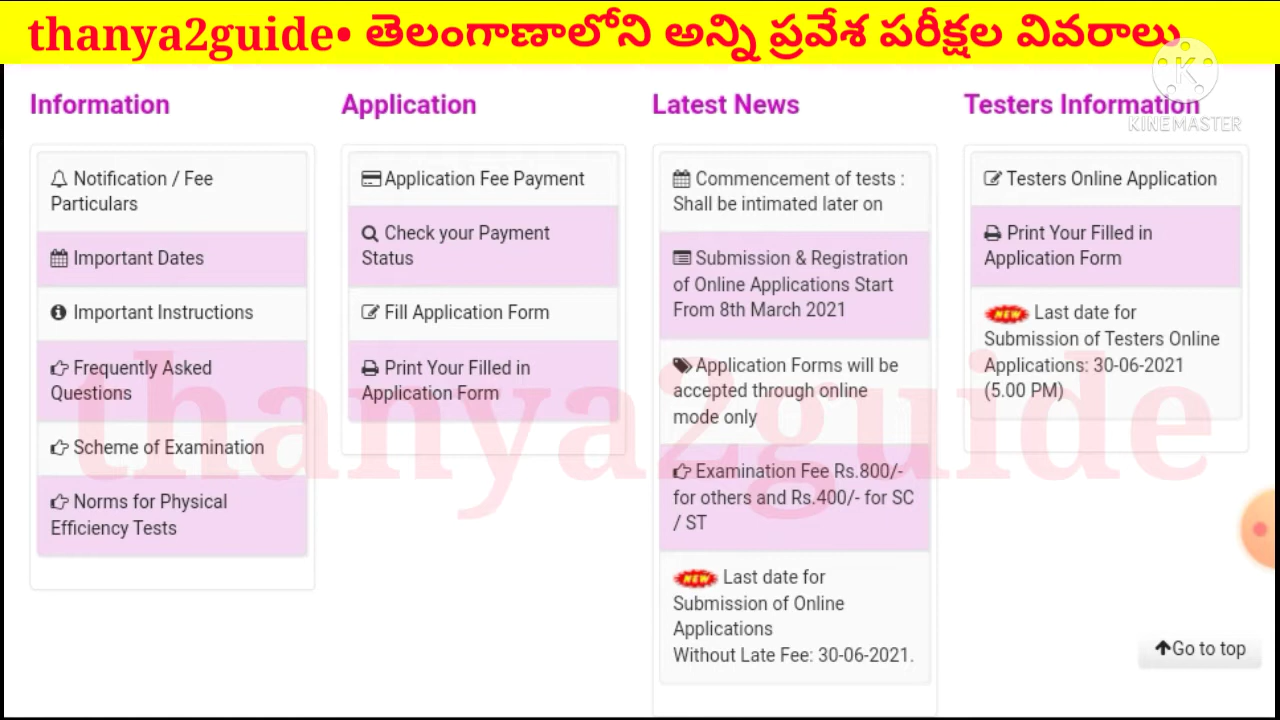 thanya2guide• తెలంగాణాలోని అన్ని ప్రవేశ పరీక్షల వివరాలు
KINEMASTER
Information
Notification / Fee
Particulars
Important Dates
Important Instructions
Frequently Asked
Questions
Scheme of Examination
Norms for Physical
Efficiency Tests
Application
Application Fee Payment
Check your Payment
Status
Fill Application Form
Print Your Filled in
Application Form
Latest News
Commencement of tests :
Shall be intimated later on
Submission & Registration
of Online Applications Start
From 8th March 2021
Application Forms will be
accepted through online
mode only
Examination Fee Rs.800/-
for others and Rs.400/- for SC
/ ST
NEW Last date for
Submission of Online
Applications
Without Late Fee: 30-06-2021.
Testers Information
Testers Online Application
Print Your Filled in
Application Form
NEW Last date for
Submission of Testers Online
Applications: 30-06-2021
(5.00 PM)
thanya2guide
Go to top